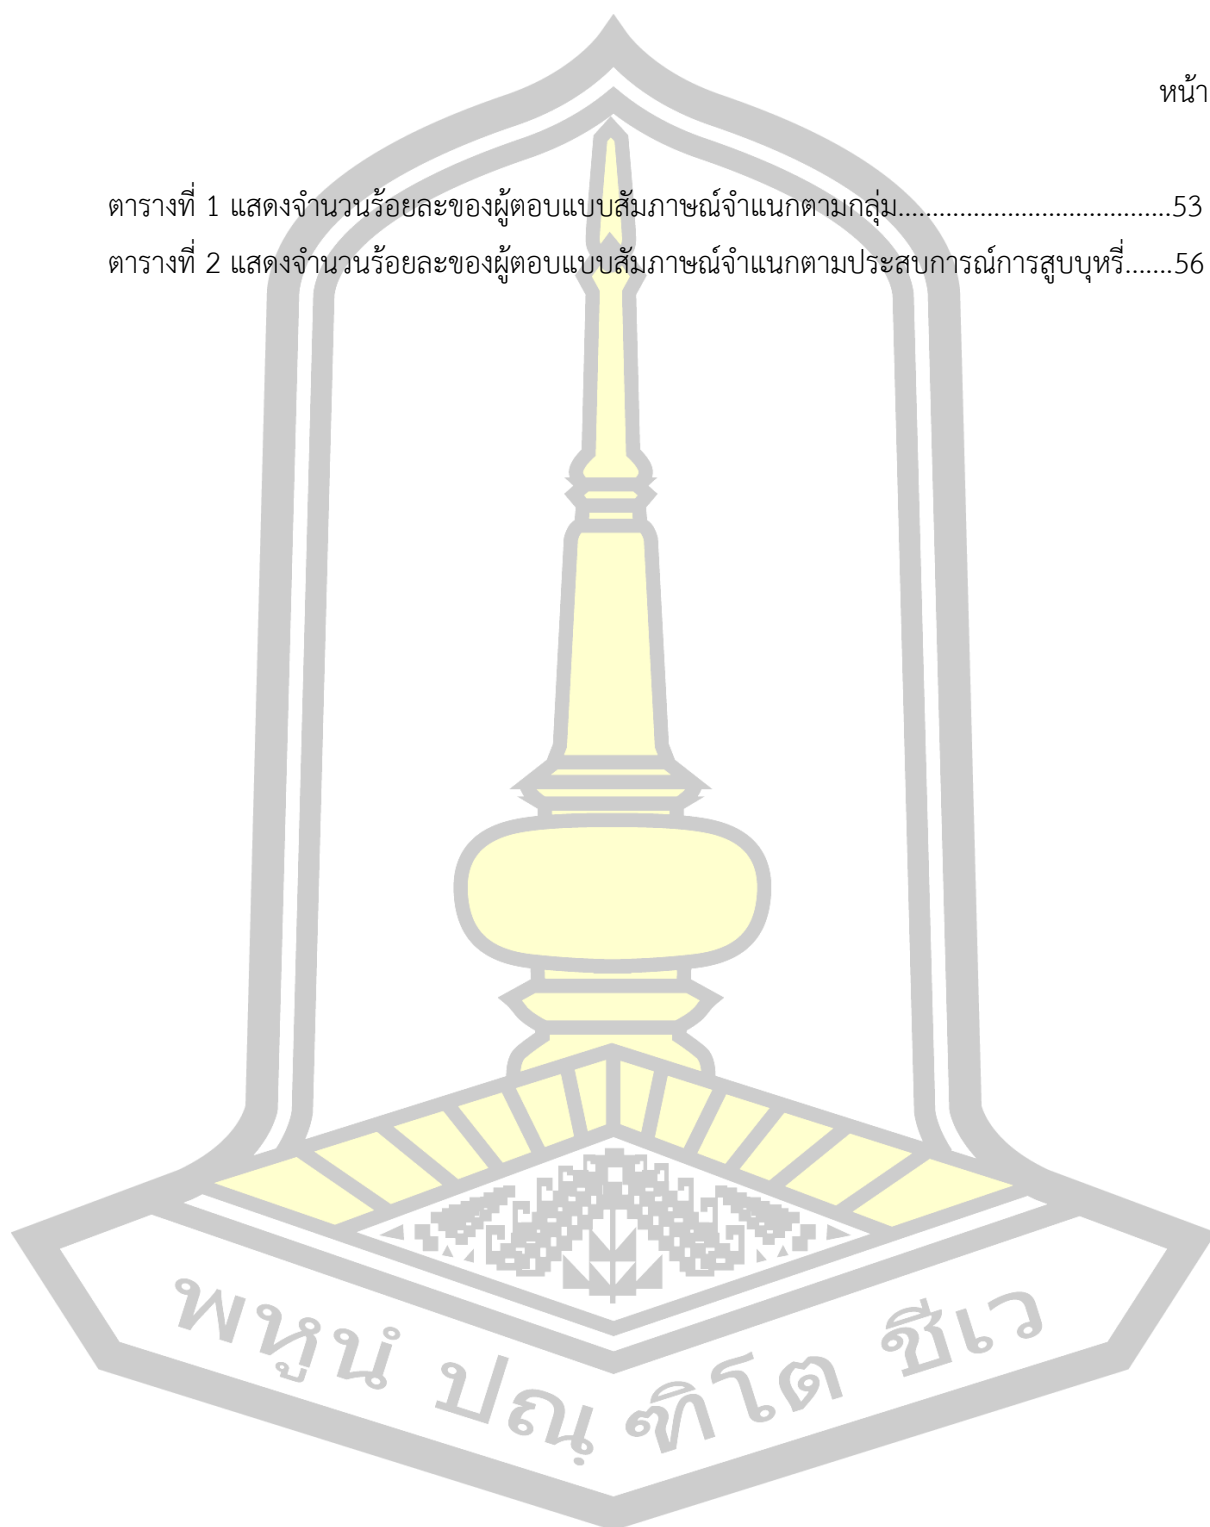 หน้า
ตารางที่ 1 แสดงจำนวนร้อยละของผู้ตอบแบบสัมภาษณ์จำแนกตามกลุ่ม.......................................53
ตารางที่ 2 แสดงจำนวนร้อยละของผู้ตอบแบบสัมภาษณ์จำแนกตามประสบการณ์การสูบบุหรี่.......56
พหูนํ ปณฺ ฑิโต ชีเว